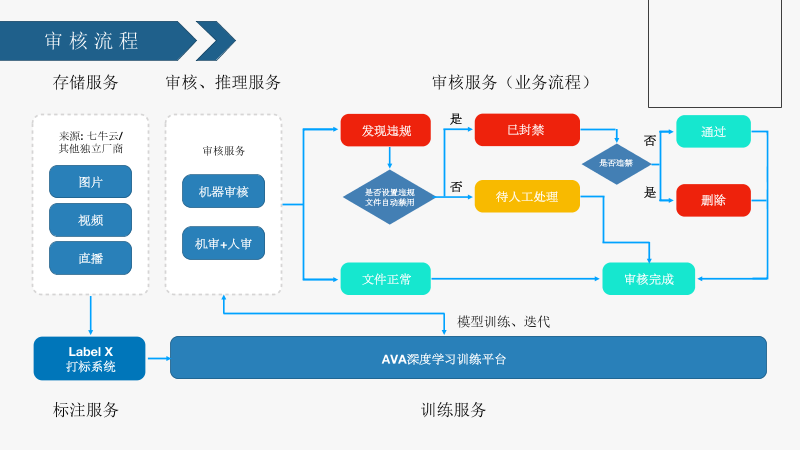 审核流程
存储服务
审核、推理服务
审核服务（业务流程）
来源: 七牛云/
其他独立厂商
图片
视频
直播
审核服务
机器审核
机审+人审
发现违规
是否设置违规
文件自动禁用
是
否
已封禁
待人工处理
是否违禁
否
是
通过
删除
文件正常
审核完成
模型训练、迭代
Label X
打标系统
AVA深度学习训练平台
标注服务
训练服务